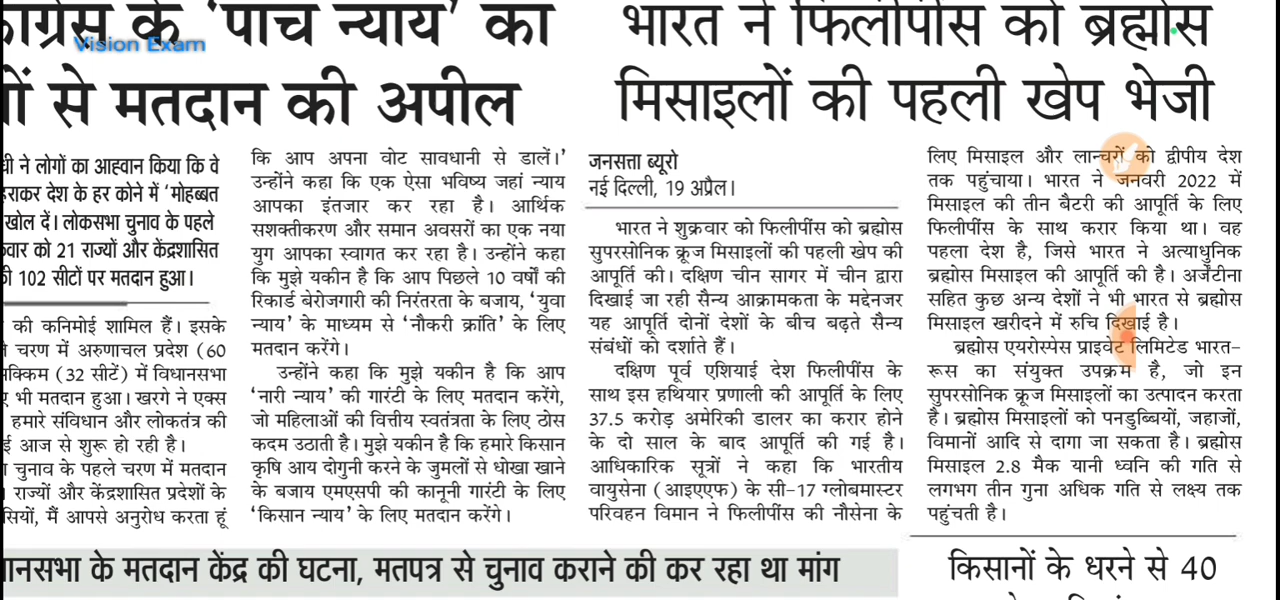 कांग्रेस के 'पांच न्याय' का
से मतदान की अपील
Vision Exam
ने लोगों का आह्वान किया कि वे
हराकर देश के हर कोने में 'मोहब्बत
खोल दें। लोकसभा चुनाव के पहले
को 21 राज्यों और केंद्रशासित
102 सीटों पर मतदान हुआ।
की कनिमोई शामिल हैं। इसके
चरण में अरुणाचल प्रदेश (60
(32 सीटें) में विधानसभा
भी मतदान हुआ। खरगे ने एक्स
हमारे संविधान और लोकतंत्र की
आज से शुरू हो रही है।
चुनाव के पहले चरण में मतदान
राज्यों और केंद्रशासित प्रदेशों के
मैं आपसे अनुरोध करता हूं
कि आप अपना वोट सावधानी से डालें।'
उन्होंने कहा कि एक ऐसा भविष्य जहां न्याय
आपका इंतजार कर रहा है। आर्थिक
सशक्तीकरण और समान अवसरों का एक नया
युग आपका स्वागत कर रहा है। उन्होंने कहा
कि मुझे यकीन है कि आप पिछले 10 वर्षों की
रिकार्ड बेरोजगारी की निरंतरता के बजाय, 'युवा
न्याय' के माध्यम से 'नौकरी क्रांति' के लिए
मतदान करेंगे।
उन्होंने कहा कि मुझे यकीन है कि आप
'नारी न्याय' की गारंटी के लिए मतदान करेंगे,
जो महिलाओं की वित्तीय स्वतंत्रता के लिए ठोस
कदम उठाती है। मुझे यकीन है कि हमारे किसान
कृषि आय दोगुनी करने के जुमलों से धोखा खाने
के बजाय एमएसपी की कानूनी गारंटी के लिए
'किसान न्याय' के लिए मतदान करेंगे।
भारत ने फिलीपींस को ब्रह्मोस
मिसाइलों की पहली खेप भेजी
जनसत्ता ब्यूरो
नई दिल्ली, 19 अप्रैल।
भारत ने शुक्रवार को फिलीपींस को ब्रह्मोस
सुपरसोनिक क्रूज मिसाइलों की पहली खेप की
आपूर्ति की। दक्षिण चीन सागर में चीन द्वारा
दिखाई जा रही सैन्य आक्रामकता के मद्देनजर
यह आपूर्ति दोनों देशों के बीच बढ़ते सैन्य
संबंधों को दर्शाते हैं।
दक्षिण पूर्व एशियाई देश फिलीपींस के
साथ इस हथियार प्रणाली की आपूर्ति के लिए
37.5 करोड़ अमेरिकी डालर का करार होने
के दो साल के बाद आपूर्ति की गई है।
आधिकारिक सूत्रों ने कहा कि भारतीय
वायुसेना (आइएएफ) के सी-17 ग्लोबमास्टर
परिवहन विमान ने फिलीपींस की नौसेना के
लिए मिसाइल और लान्चरों को द्वीपीय देश
तक पहुंचाया। भारत ने जनवरी 2022 में
मिसाइल की तीन बैटरी की आपूर्ति के लिए
फिलीपींस के साथ करार किया था। वह
पहला देश है, जिसे भारत ने अत्याधुनिक
ब्रह्मोस मिसाइल की आपूर्ति की है। अर्जेंटीना
सहित कुछ अन्य देशों ने भी भारत से ब्रह्मोस
मिसाइल खरीदने में रुचि दिखाई है।
ब्रह्मोस एयरोस्पेस प्राइवेट लिमिटेड भारत-
रूस का संयुक्त उपक्रम है, जो इन
सुपरसोनिक क्रूज मिसाइलों का उत्पादन करता
है। ब्रह्मोस मिसाइलों को पनडुब्बियों, जहाजों,
विमानों आदि से दागा जा सकता है। ब्रह्मोस
मिसाइल 2.8 मैक यानी ध्वनि की गति से
लगभग तीन गुना अधिक गति से लक्ष्य तक
पहुंचती है।
के मतदान केंद्र की घटना, मतपत्र से चुनाव कराने की कर रहा था मांग
किसानों के धरने से 40